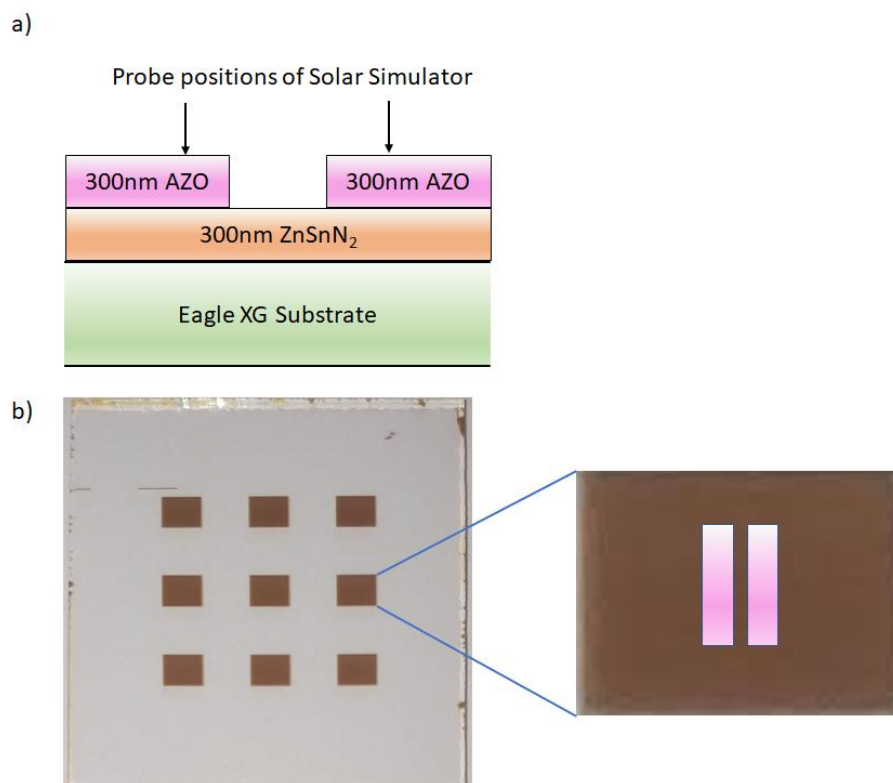 a)
Probe positions of Solar Simulator
300nm AZO
300nm AZO
300nm ZnSnN₂
Eagle XG Substrate
b)